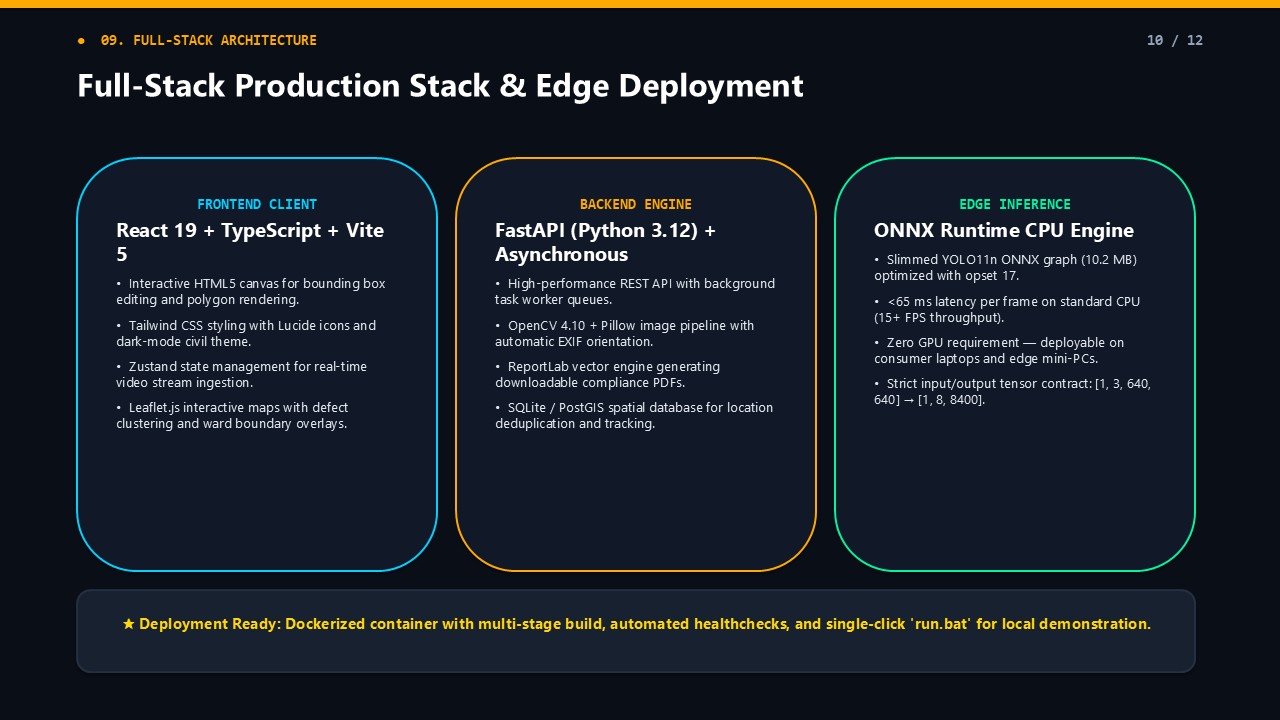 ● 09. FULL-STACK ARCHITECTURE
10 / 12
Full-Stack Production Stack & Edge Deployment
FRONTEND CLIENT
React 19 + TypeScript + Vite
5
• Interactive HTML5 canvas for bounding box
editing and polygon rendering.
• Tailwind CSS styling with Lucide icons and
dark-mode civil theme.
• Zustand state management for real-time
video stream ingestion.
• Leaflet.js interactive maps with defect
clustering and ward boundary overlays.
BACKEND ENGINE
FastAPI (Python 3.12) +
Asynchronous
• High-performance REST API with background
task worker queues.
• OpenCV 4.10 + Pillow image pipeline with
automatic EXIF orientation.
• ReportLab vector engine generating
downloadable compliance PDFs.
• SQLite / PostGIS spatial database for location
deduplication and tracking.
EDGE INFERENCE
ONNX Runtime CPU Engine
• Slimmed YOLO11n ONNX graph (10.2 MB)
optimized with opset 17.
• <65 ms latency per frame on standard CPU
(15+ FPS throughput).
• Zero GPU requirement — deployable on
consumer laptops and edge mini-PCs.
• Strict input/output tensor contract: [1, 3, 640,
640] → [1, 8, 8400].
★ Deployment Ready: Dockerized container with multi-stage build, automated healthchecks, and single-click 'run.bat' for local demonstration.